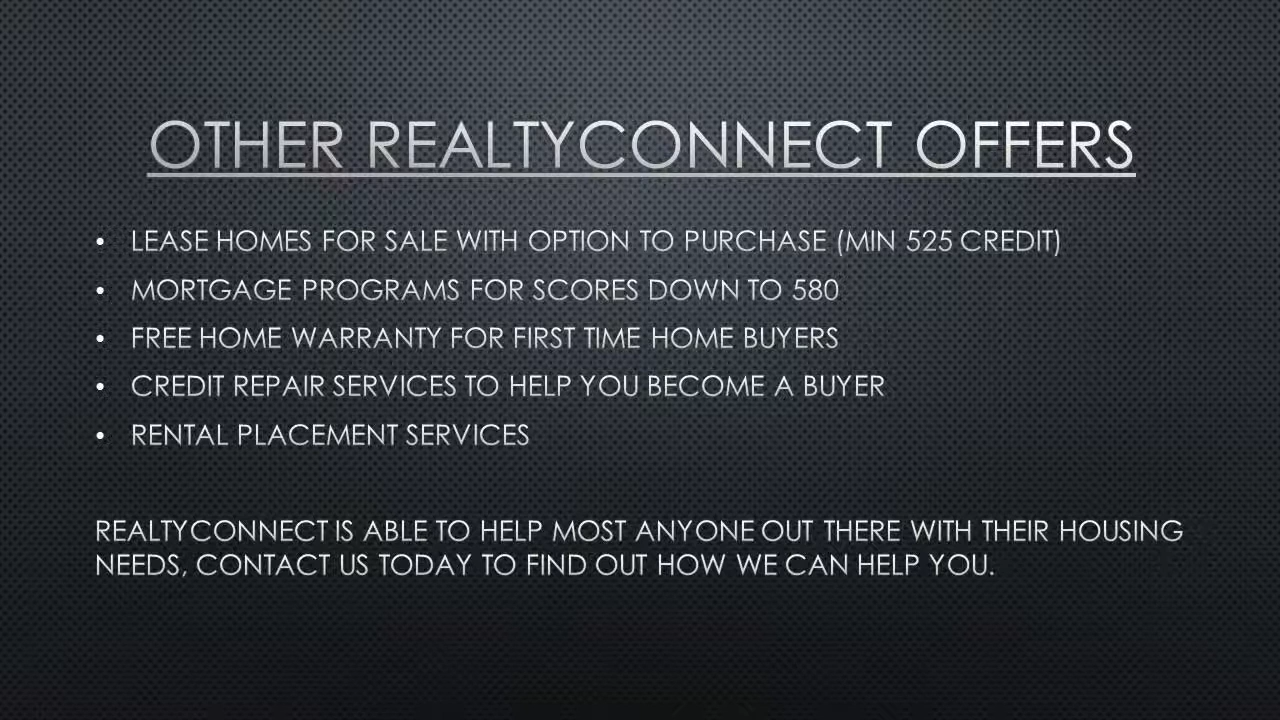 OTHER REALTYCONNECT OFFERS
• LEASE HOMES FOR SALE WITH OPTION TO PURCHASE (MIN 525 CREDIT)
• MORTGAGE PROGRAMS FOR SCORES DOWN TO 580
• FREE HOME WARRANTY FOR FIRST TIME HOME BUYERS
• CREDIT REPAIR SERVICES TO HELP YOU BECOME A BUYER
• RENTAL PLACEMENT SERVICES
REALTYCONNECT IS ABLE TO HELP MOST ANYONE OUT THERE WITH THEIR HOUSING
NEEDS, CONTACT US TODAY TO FIND OUT HOW WE CAN HELP YOU.